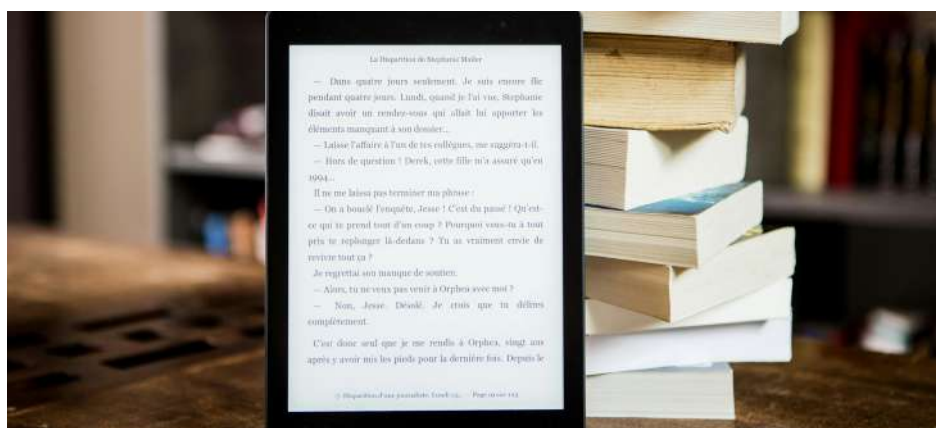 La Disparition de Stephanie Mailer
— Dans quatre jours seulement. Je suis encore flic
pendant quatre jours. Lundi, quand je l'ai vue, Stephanie
disait avoir un rendez-vous qui allait lui apporter les
éléments manquant à son dossier...
— Laisse l'affaire à l'un de tes collègues, me suggéra-t-il.
— Hors de question ! Derek, cette fille m'a assuré qu'en
1994...
Il ne me laissa pas terminer ma phrase :
— On a bouclé l'enquête, Jesse ! C'est du passé ! Qu'est-
ce qui te prend tout d'un coup ? Pourquoi veux-tu à tout
prix te replonger là-dedans ? Tu as vraiment envie de
revivre tout ça ?
Je regrettai son manque de soutien.
— Alors, tu ne veux pas venir à Orphea avec moi ?
— Non, Jesse. Désolé. Je crois que tu délires
complètement.
C'est donc seul que je me rendis à Orphea, vingt ans
après y avoir mis les pieds pour la dernière fois. Depuis le
Disparition d'une journaliste. Lundi Page sur